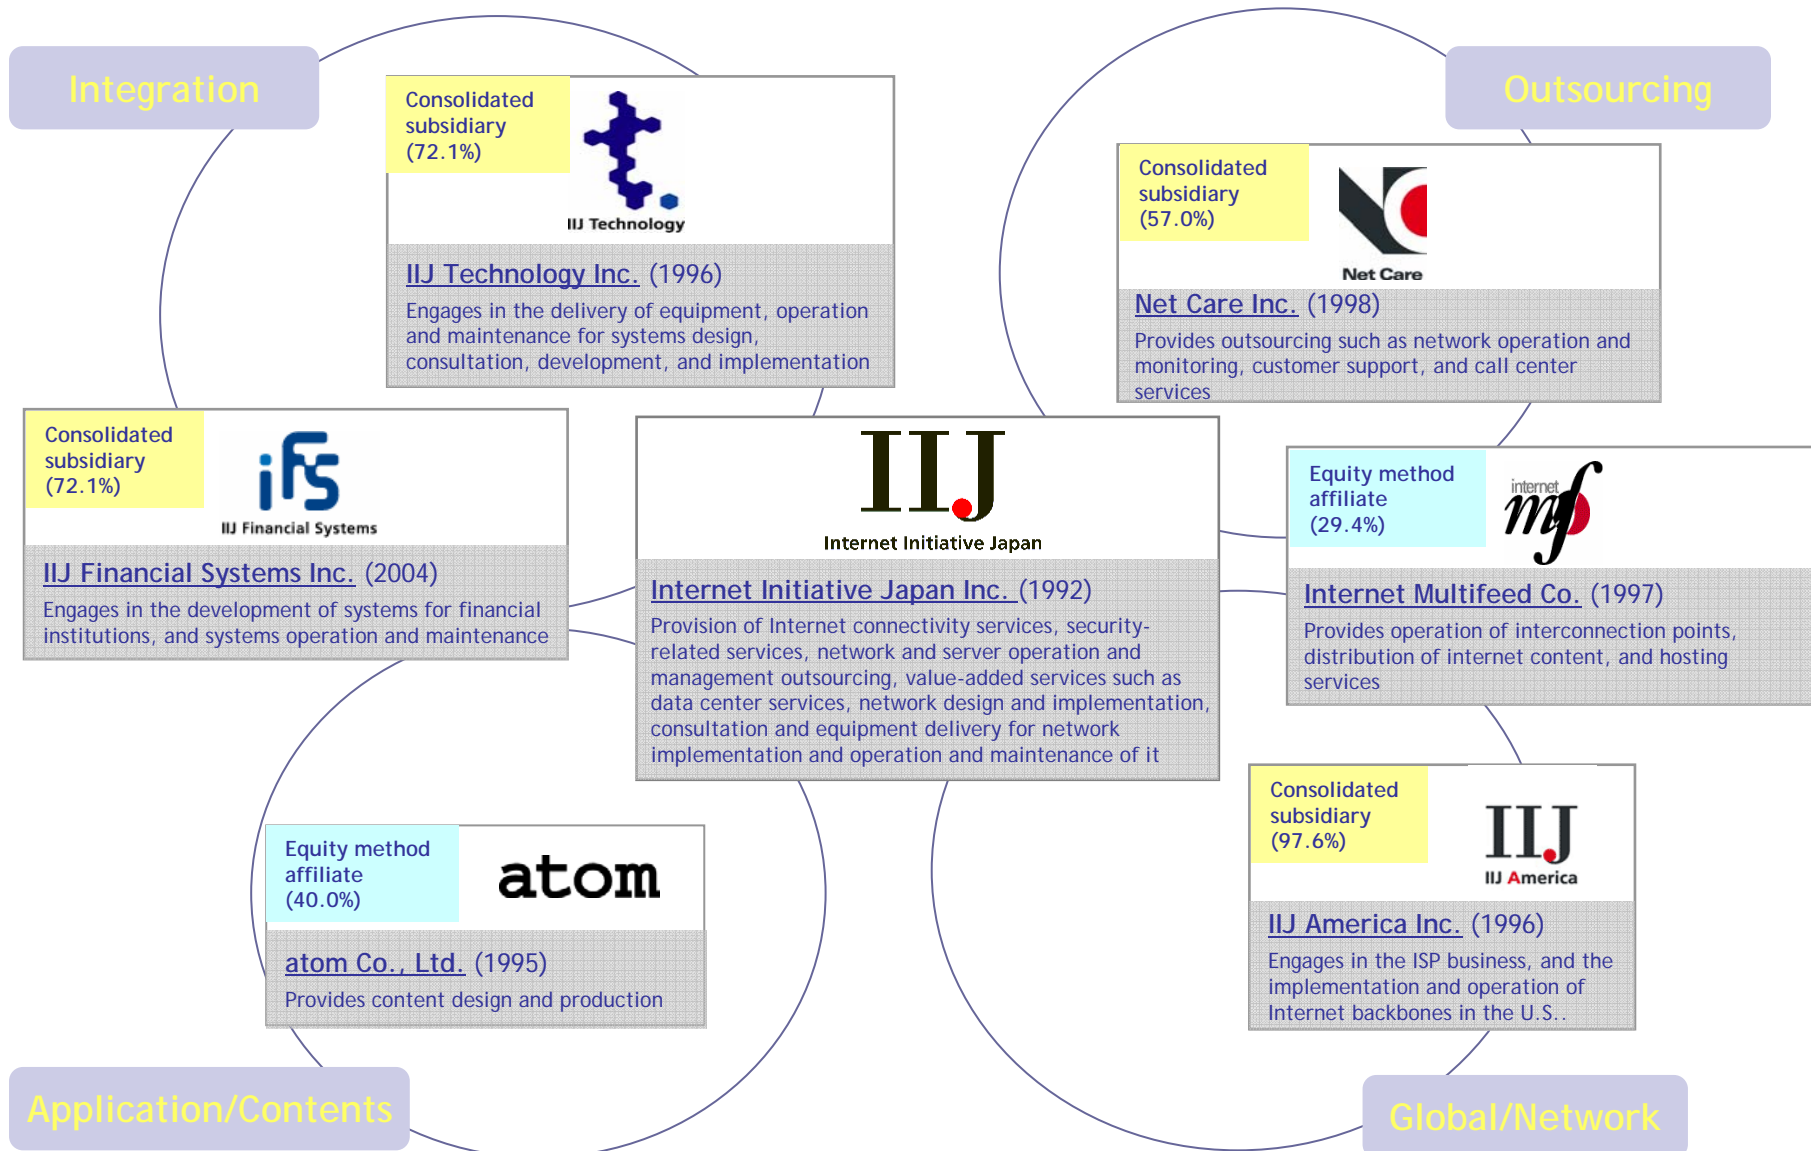 Integration
Outsourcing
Consolidated
subsidiary
(72.1%)
IIJ Technology
IIJ Technology Inc. (1996)
Engages in the delivery of equipment, operation
and maintenance for systems design,
consultation, development, and implementation
Consolidated
subsidiary
(57.0%)
NC
Net Care
Net Care Inc. (1998)
Provides outsourcing such as network operation and
monitoring, customer support, and call center
services
Consolidated
subsidiary
(72.1%)
ifs
IIJ Financial Systems
IIJ Financial Systems Inc. (2004)
Engages in the development of systems for financial
institutions, and systems operation and maintenance
IIJ
Internet Initiative Japan
Internet Initiative Japan Inc. (1992)
Provision of Internet connectivity services, security-
related services, network and server operation and
management outsourcing, value-added services such as
data center services, network design and implementation,
consultation and equipment delivery for network
implementation and operation and maintenance of it
Equity method
affiliate
(29.4%)
internet
mf
Internet Multifeed Co. (1997)
Provides operation of interconnection points,
distribution of internet content, and hosting
services
Equity method
affiliate
(40.0%)
atom
atom Co., Ltd. (1995)
Provides content design and production
Consolidated
subsidiary
(97.6%)
IIJ
IIJ America
IIJ America Inc. (1996)
Engages in the ISP business, and the
implementation and operation of
Internet backbones in the U.S..
Application/Contents
Global/Network